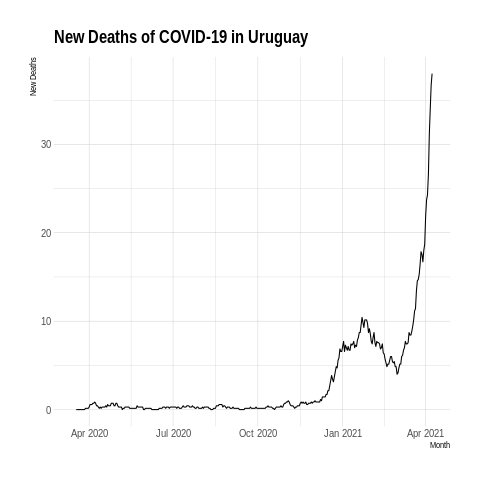 New Deaths of COVID-19 in Uruguay
New Deaths
30
20
10
0
Apr 2020 Jul 2020 Oct 2020 Jan 2021 Apr 2021
Month